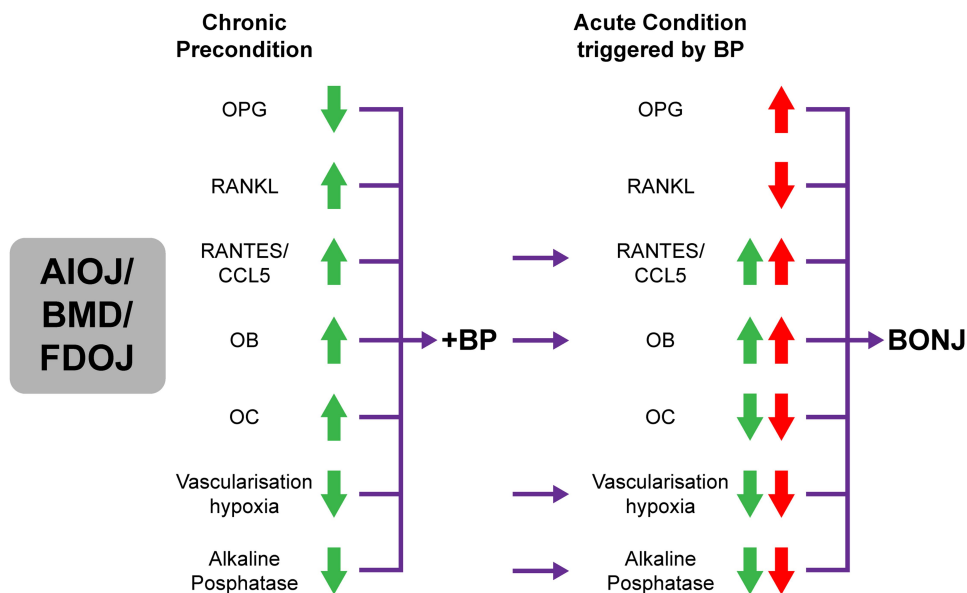 Chronic
Precondition
Acute Condition
triggered by BP
AIOJ/
BMD/
FDOJ
OPG
RANKL
RANTES/
CCL5
OB
OC
Vascularisation
hypoxia
Alkaline
Posphatase
+BP
OPG
RANKL
RANTES/
CCL5
OB
OC
Vascularisation
hypoxia
Alkaline
Posphatase
BONJ